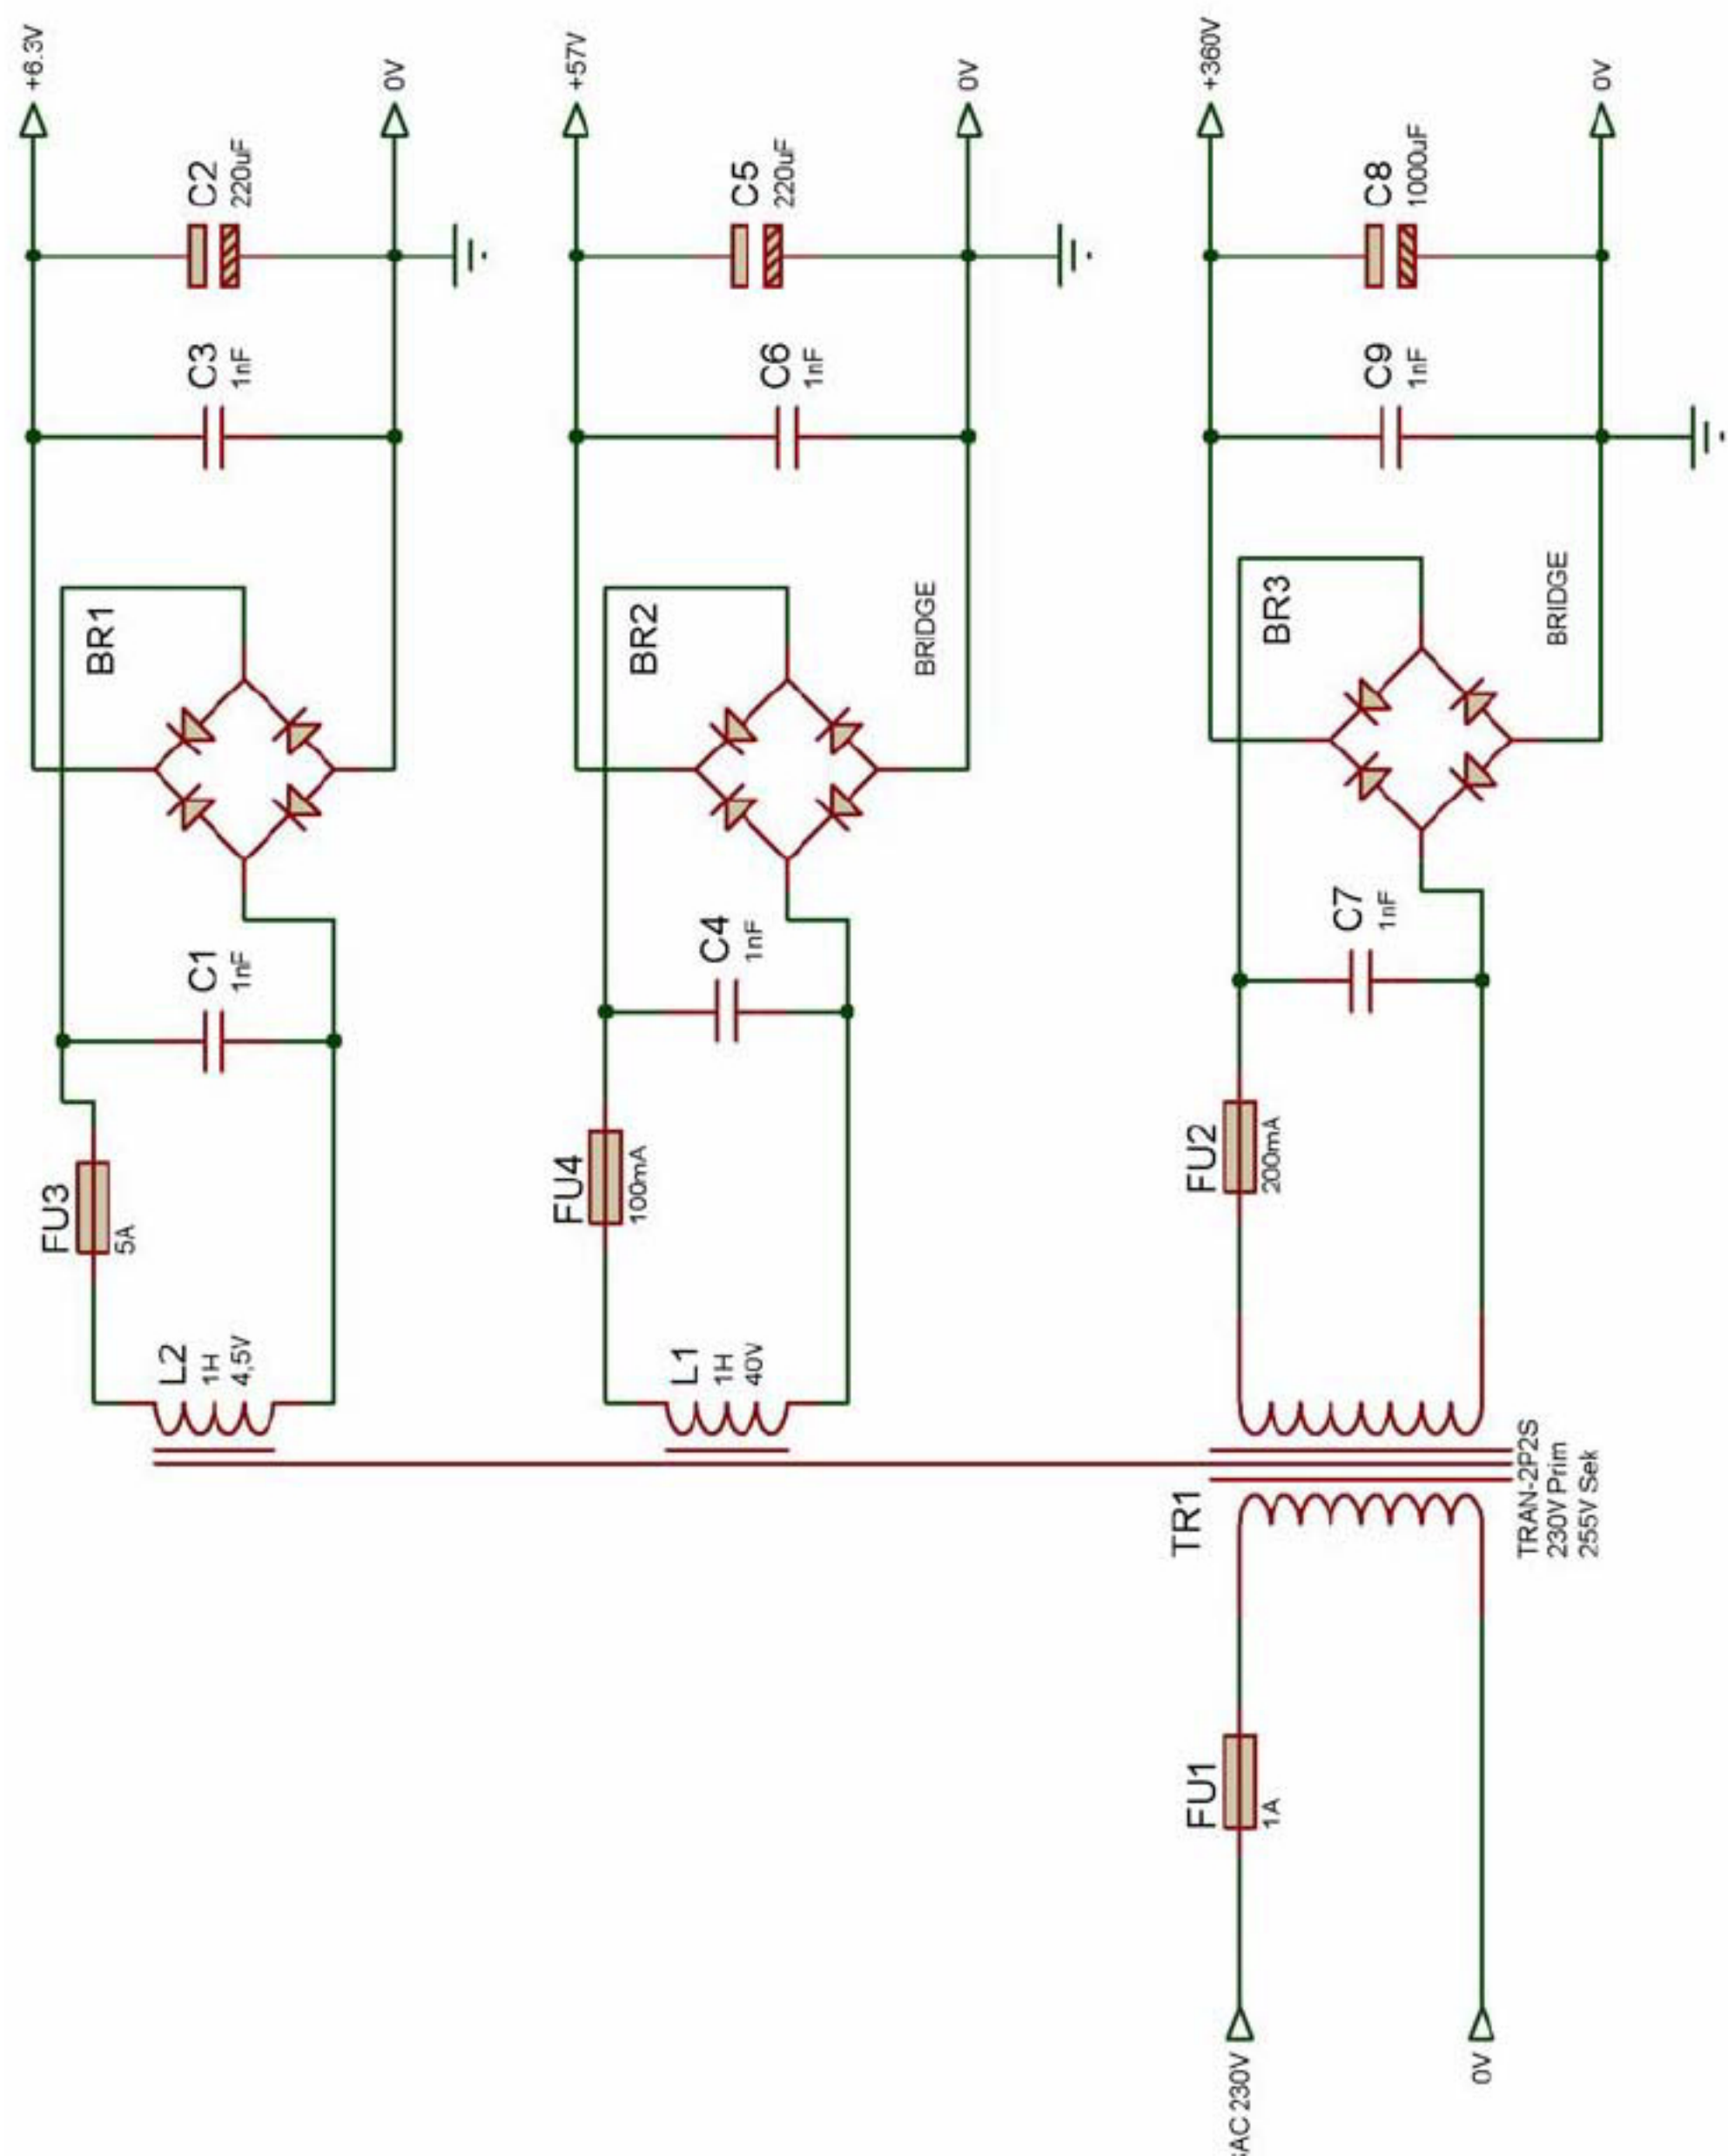 +6.3V
0V
C2
220uF
C3
1nF
BR1
C1
1nF
FU3
5A
L2
1H
4,5V
+57V
0V
C5
220uF
C6
1nF
BR2
BRIDGE
C4
1nF
FU4
100mA
L1
1H
40V
+360V
0V
C8
1000uF
C9
1nF
BR3
BRIDGE
C7
1nF
FU2
200mA
TR1
TRAN-2P2S
230V Prim
255V Sek
FU1
1A
230V
0V